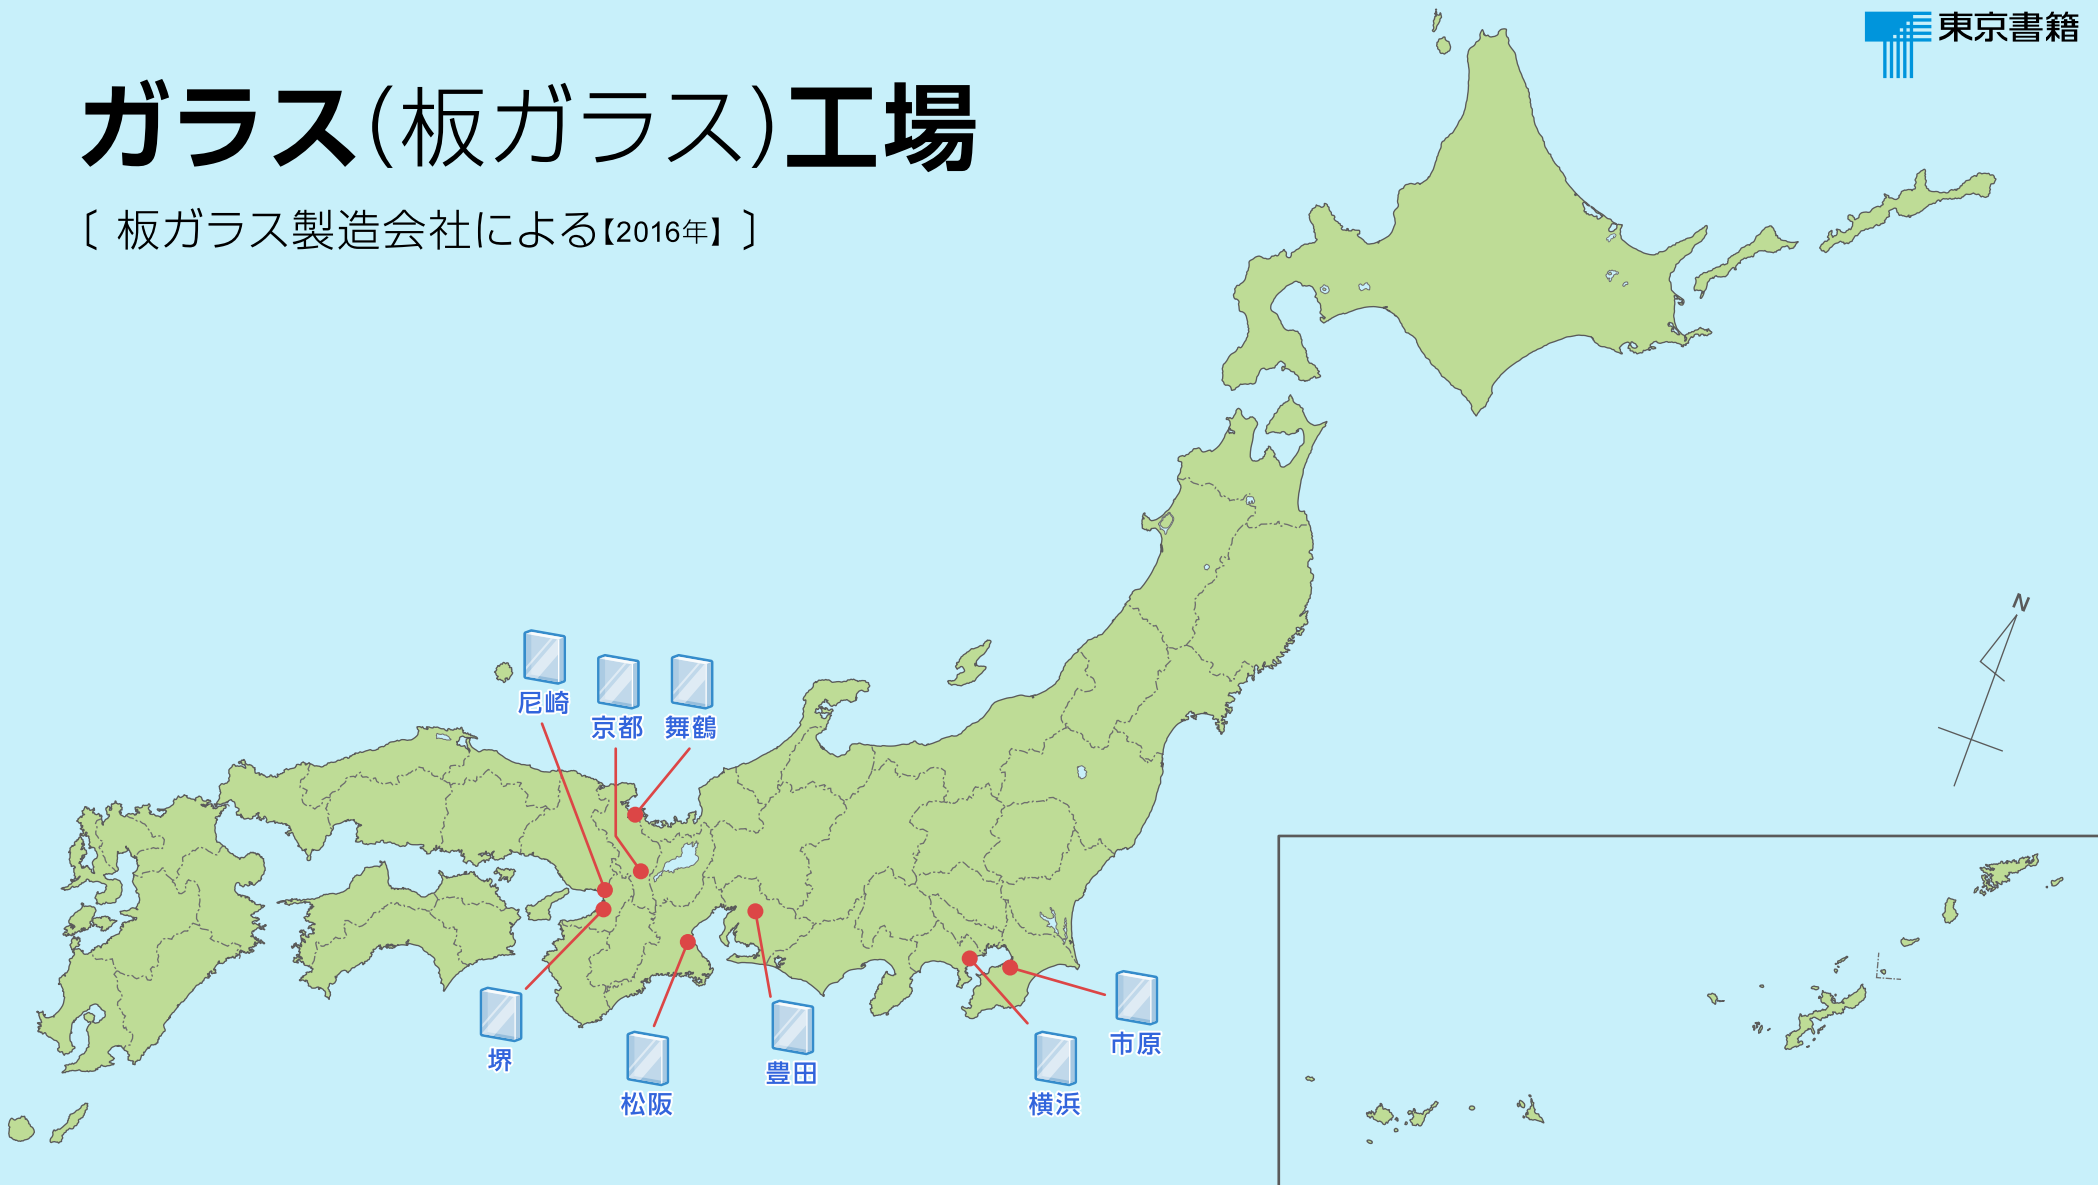 東京書籍
ガラス(板ガラス)工場
〔 板ガラス製造会社による【2016年】 〕
N
尼崎
京都
舞鶴
堺
松阪
豊田
横浜
市原